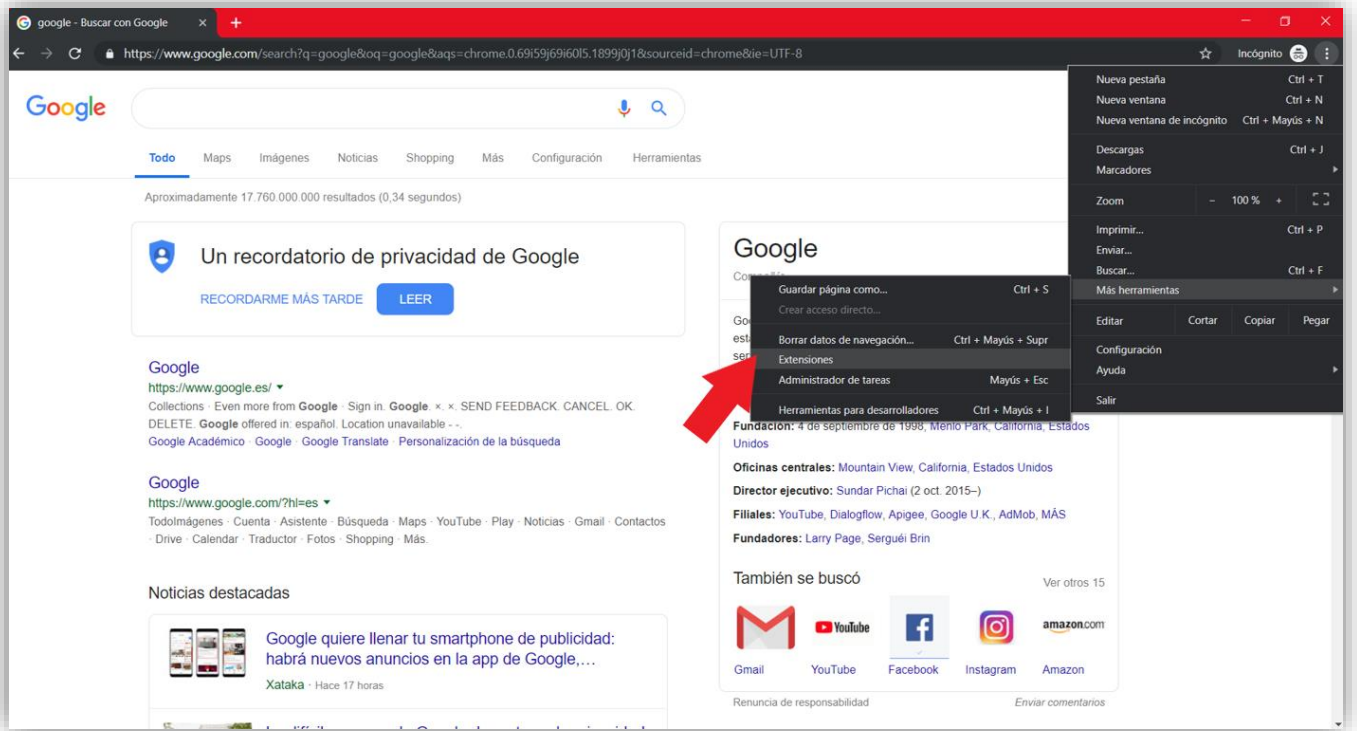 google - Buscar con Google
https://www.google.com/search?q=google&oq=google&aqs=chrome.0.69i59j69i60l5.1899j0j1&sourceid=chrome&ie=UTF-8
Incógnito
Google
Todo Maps Imágenes Noticias Shopping Más Configuración Herramientas
Aproximadamente 17.760.000.000 resultados (0,34 segundos)
Un recordatorio de privacidad de Google
RECORDARME MÁS TARDE LEER
Google
https://www.google.es/
Collections · Even more from Google · Sign in. Google. ×. ×. SEND FEEDBACK. CANCEL. OK.
DELETE. Google offered in: español. Location unavailable - -.
Google Académico · Google · Google Translate · Personalización de la búsqueda
Google
https://www.google.com/?hl=es
TodoImágenes · Cuenta · Asistente · Búsqueda · Maps · YouTube · Play · Noticias · Gmail · Contactos
· Drive · Calendar · Traductor · Fotos · Shopping · Más.
Noticias destacadas
Google quiere llenar tu smartphone de publicidad:
habrá nuevos anuncios en la app de Google,…
Xataka · Hace 17 horas
Google
Fundación: 4 de septiembre de 1998, Menlo Park, California, Estados
Unidos
Oficinas centrales: Mountain View, California, Estados Unidos
Director ejecutivo: Sundar Pichai (2 oct. 2015–)
Filiales: YouTube, Dialogflow, Apigee, Google U.K., AdMob, MÁS
Fundadores: Larry Page, Serguéi Brin
También se buscó Ver otros 15
YouTube amazon.com
Gmail YouTube Facebook Instagram Amazon
Renuncia de responsabilidad Enviar comentarios
Nueva pestaña Ctrl + T
Nueva ventana Ctrl + N
Nueva ventana de incógnito Ctrl + Mayús + N
Descargas Ctrl + J
Marcadores
Zoom - 100 % +
Imprimir... Ctrl + P
Enviar...
Buscar... Ctrl + F
Más herramientas
Editar Cortar Copiar Pegar
Configuración
Ayuda
Salir
Guardar página como... Ctrl + S
Crear acceso directo...
Borrar datos de navegación... Ctrl + Mayús + Supr
Extensiones
Administrador de tareas Mayús + Esc
Herramientas para desarrolladores Ctrl + Mayús + I